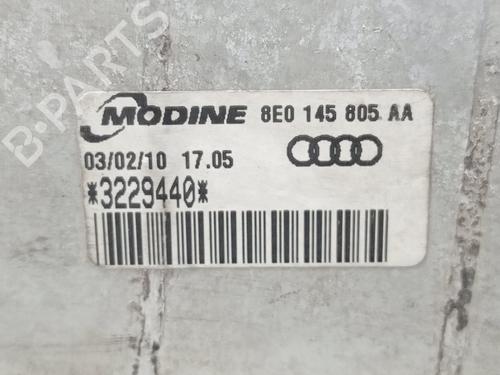 B-PARTS
MODINE 8E0 145 805 AA
03/02/10 17.05
*3229440*